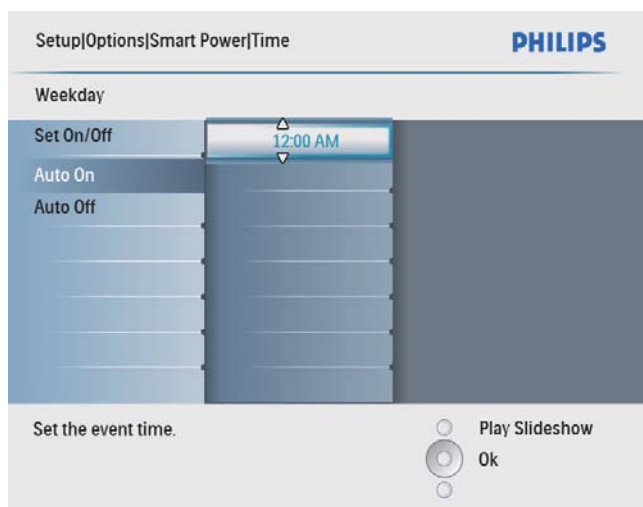 Setup|Options|Smart Power|Time
PHILIPS
Weekday
Set On/Off
12:00 AM
Auto On
Auto Off
Set the event time.
Play Slideshow
Ok